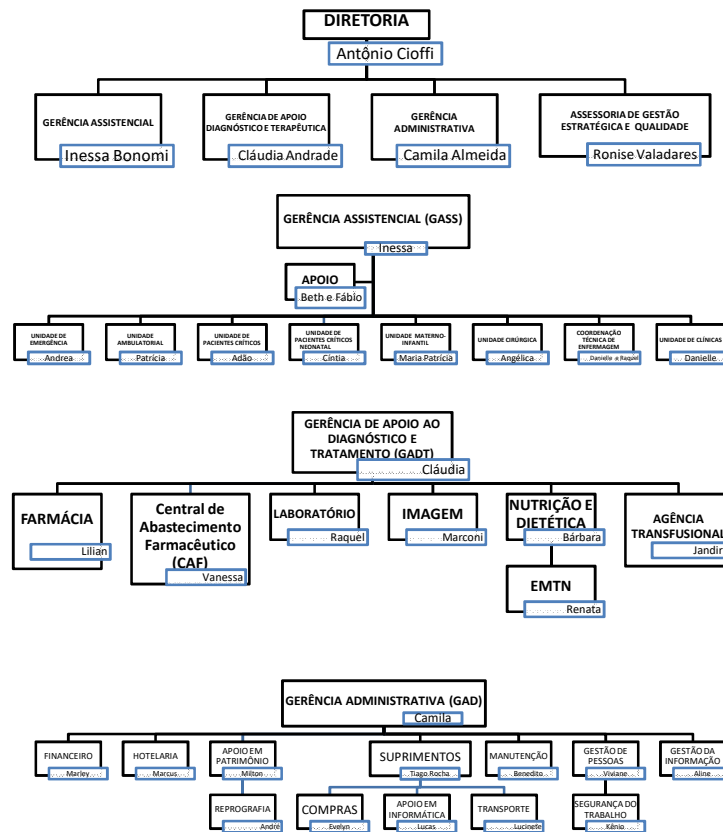 DIRETORIA
Antônio Cioffi
GERÊNCIA ASSISTENCIAL
Inessa Bonomi
GERÊNCIA DE APOIO
DIAGNÓSTICO E TERAPÊUTICA
Cláudia Andrade
GERÊNCIA
ADMINISTRATIVA
Camila Almeida
ASSESSORIA DE GESTÃO
ESTRATÉGICA E QUALIDADE
Ronise Valadares
GERÊNCIA ASSISTENCIAL (GASS)
Inessa
APOIO
Beth e Fábio
UNIDADE DE
EMERGÊNCIA
Andrea
UNIDADE
AMBULATORIAL
Patrícia
UNIDADE DE
PACIENTES CRÍTICOS
Adão
UNIDADE DE
PACIENTES CRÍTICOS
NEONATAL
Cíntia
UNIDADE MATERNO-
INFANTIL
Maria Patrícia
UNIDADE CIRÚRGICA
Angélica
COORDENAÇÃO
TÉCNICA DE
ENFERMAGEM
Danielle e Raquel
UNIDADE DE CLÍNICAS
Danielle
GERÊNCIA DE APOIO AO
DIAGNÓSTICO E
TRATAMENTO (GADT)
Cláudia
FARMÁCIA
Lilian
Central de
Abastecimento
Farmacêutico
(CAF)
Vanessa
LABORATÓRIO
Raquel
IMAGEM
Marconi
NUTRIÇÃO E
DIETÉTICA
Bárbara
EMTN
Renata
AGÊNCIA
TRANSFUSIONAL
GERÊNCIA ADMINISTRATIVA (GAD)
Camila
FINANCEIRO
Marley
HOTELARIA
Marcus
APOIO EM
PATRIMÔNIO
Milton
REPROGRAFIA
André
SUPRIMENTOS
Tiago Rocha
COMPRAS
Evelyn
APOIO EM
INFORMÁTICA
Lucas
TRANSPORTE
Lucinete
MANUTENÇÃO
Benedito
GESTÃO DE
PESSOAS
Viviane
SEGURANÇA DO
TRABALHO
Kênio
GESTÃO DA
INFORMAÇÃO
Aline